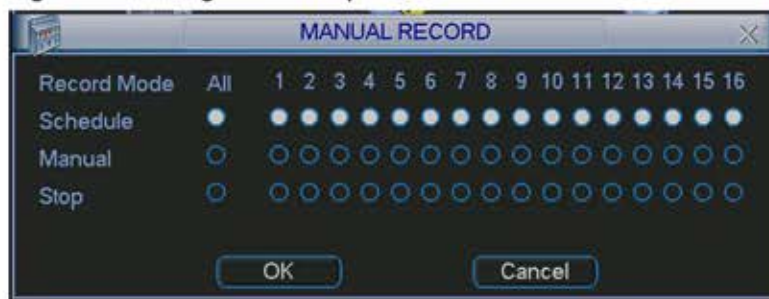 MANUAL RECORD
Record Mode All 1 2 3 4 5 6 7 8 9 10 11 12 13 14 15 16
Schedule
Manual
Stop
OK Cancel